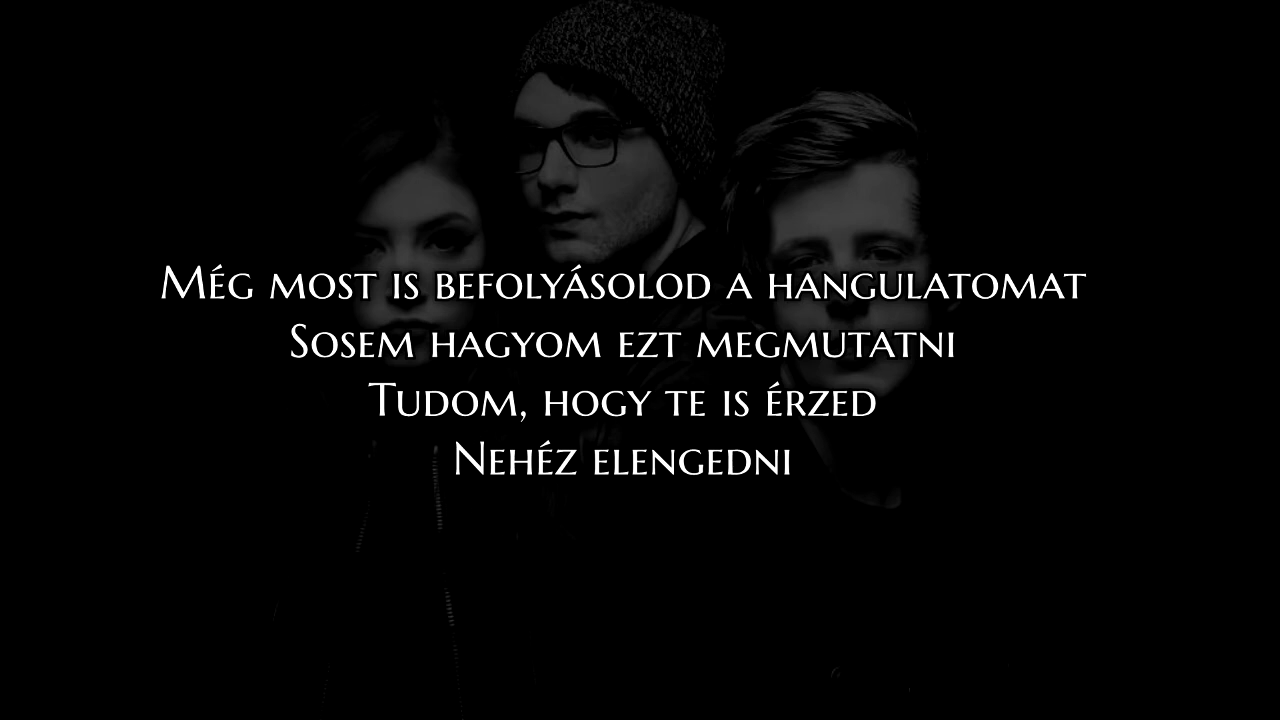 Még most is befolyásolod a hangulatomat
Sosem hagyom ezt megmutatni
Tudom, hogy te is érzed
Nehéz elengedni